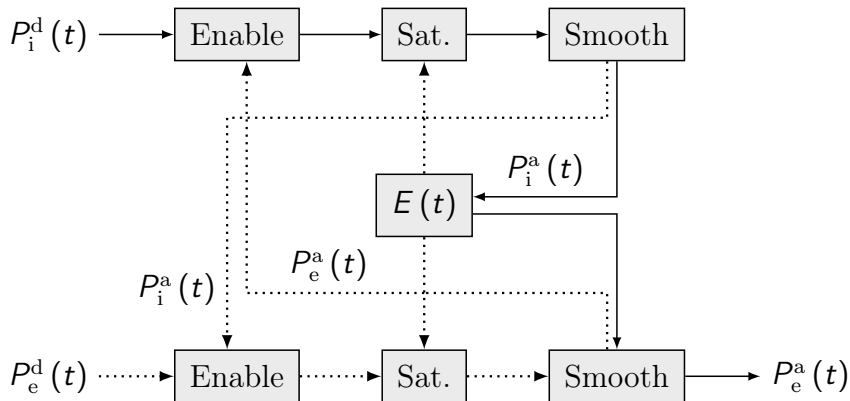 P_i^d(t) Enable Sat. Smooth
P_i^a(t)
E(t)
P_e^a(t)
P_i^a(t)
P_e^d(t) Enable Sat. Smooth P_e^a(t)